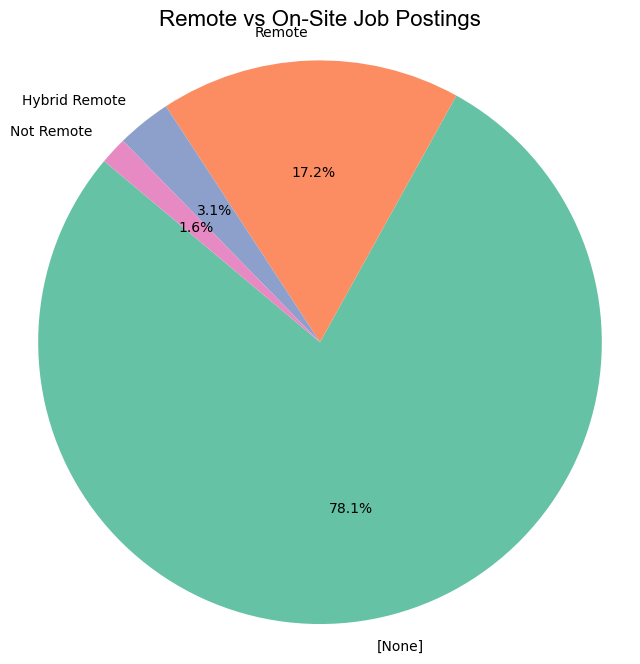 Remote vs On-Site Job Postings
Remote
Hybrid Remote
Not Remote
17.2%
3.1%
1.6%
78.1%
[None]